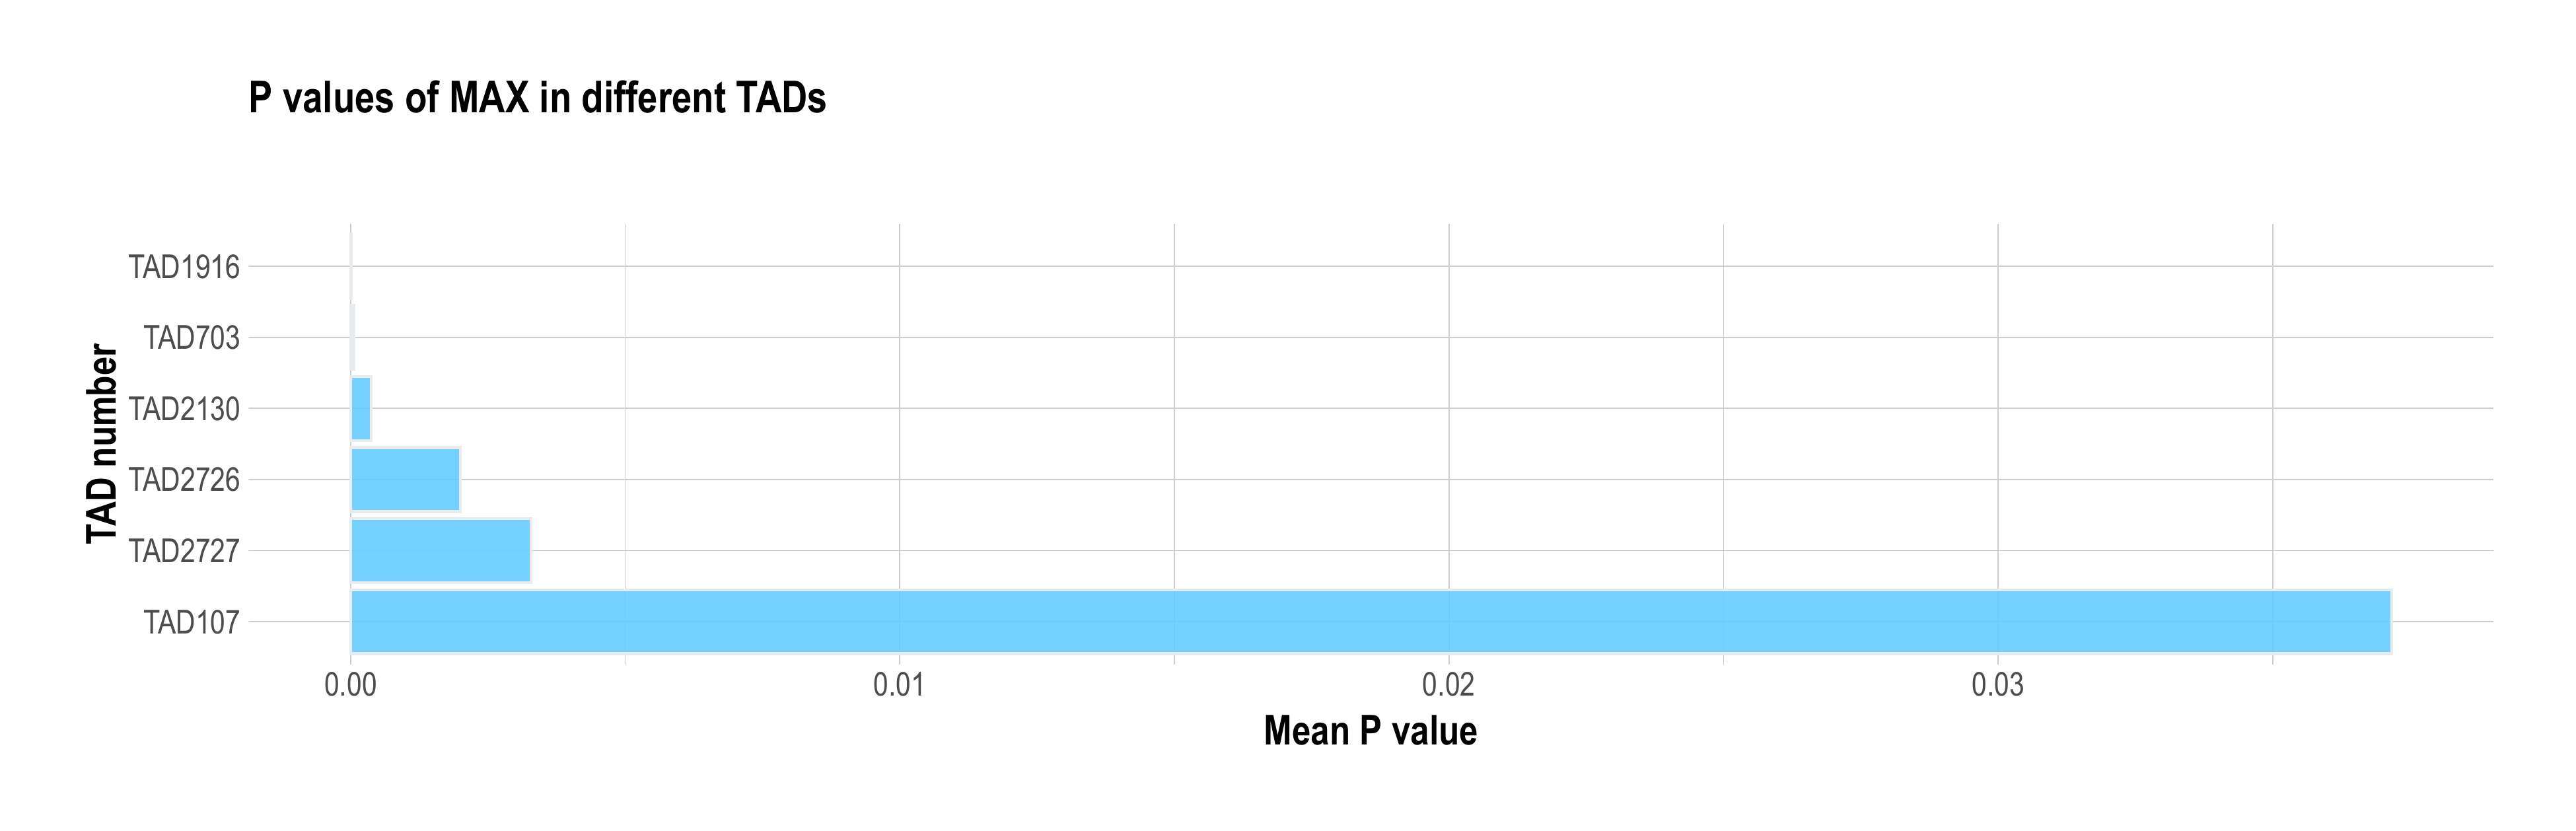 P values of MAX in different TADs
TAD number
TAD1916
TAD703
TAD2130
TAD2726
TAD2727
TAD107
0.00 0.01 0.02 0.03
Mean P value